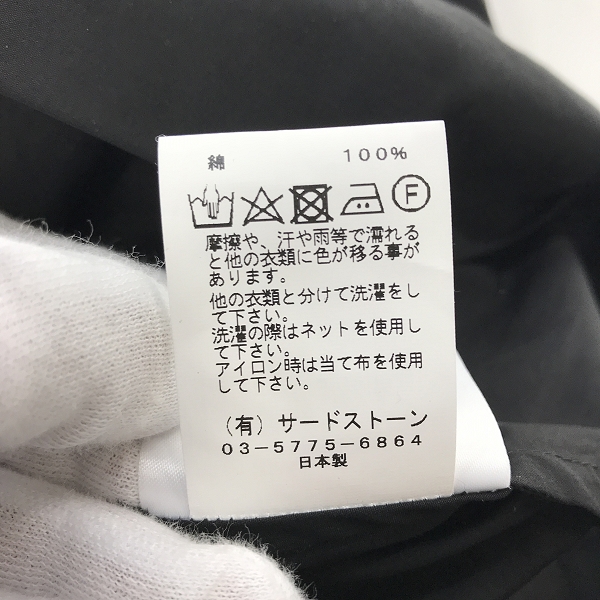 綿 100%
F
摩擦や、汗や雨等で濡れる
と他の衣類に色が移る事が
あります。
他の衣類と分けて洗濯をし
て下さい。
洗濯の際はネットを使用し
て下さい。
アイロン時は当て布を使用
して下さい。
(有) サードストーン
03-5775-6864
日本製